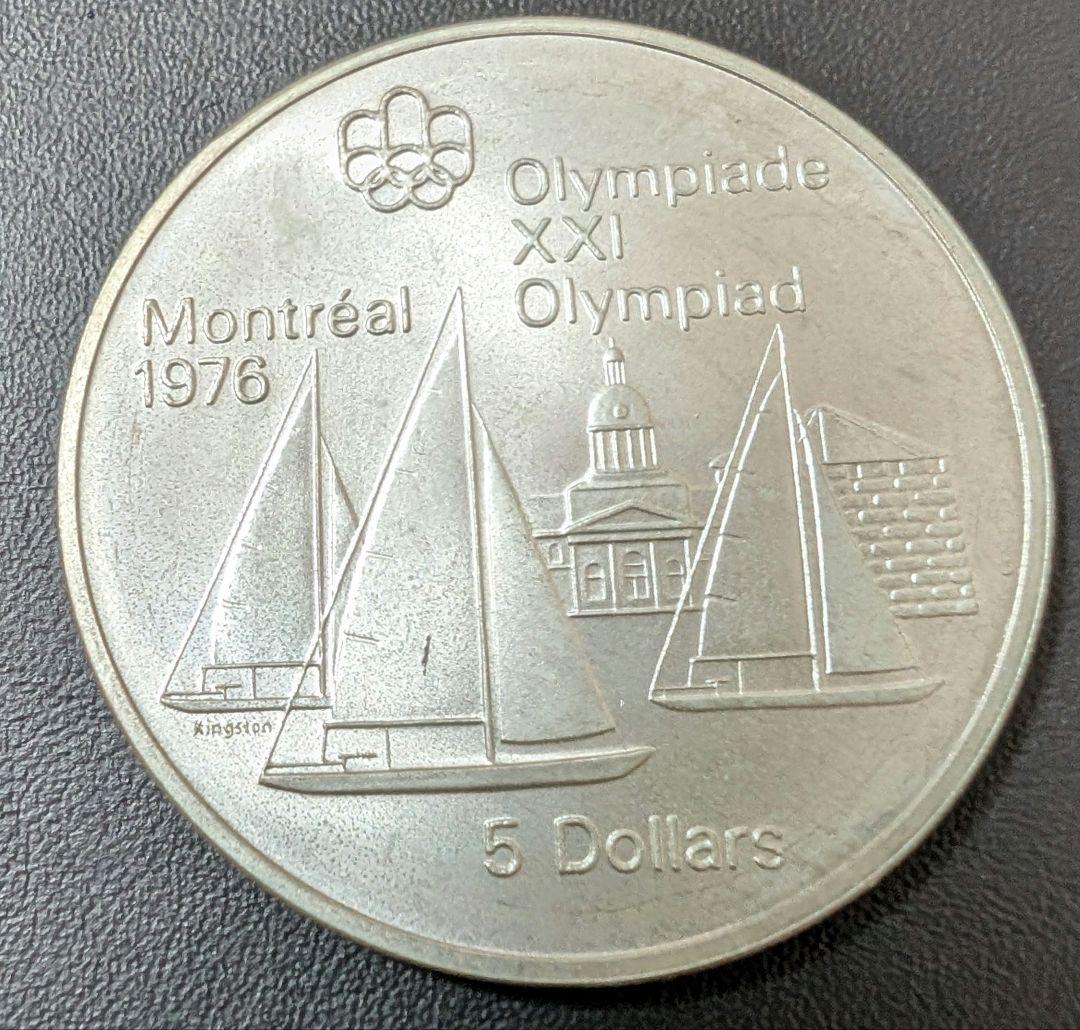 Olympiade
XXI
Olympiad
Montréal
1976
Kingston
5 Dollars